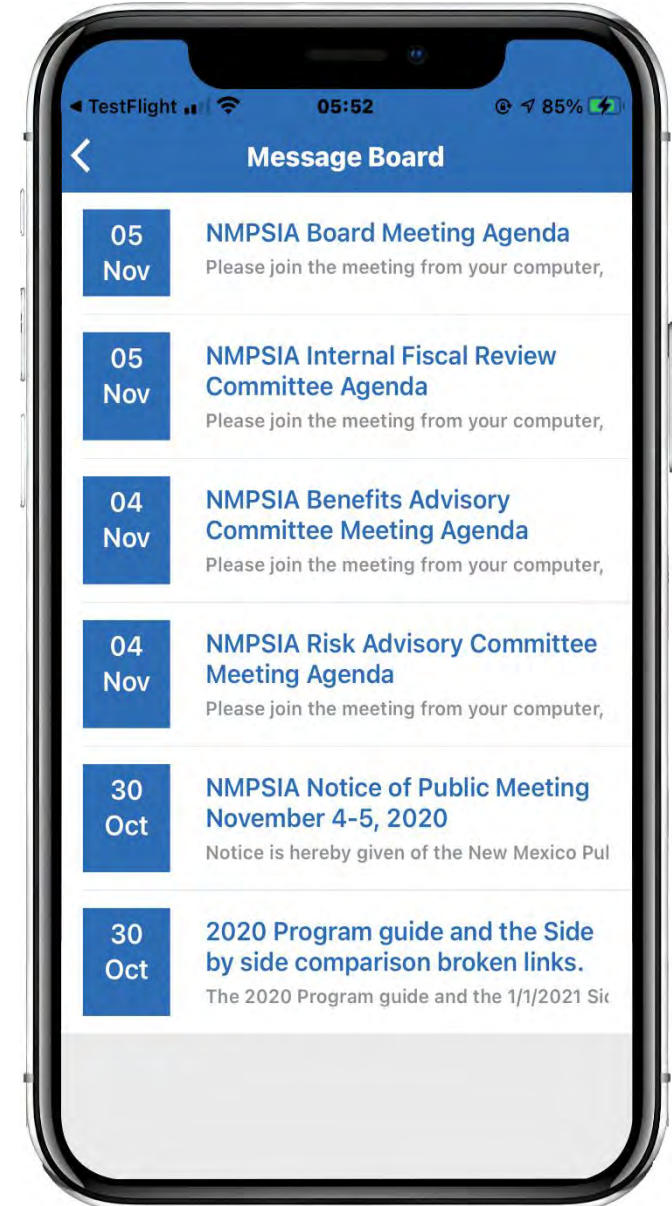 TestFlight 05:52 85%
Message Board
05
Nov
NMPSIA Board Meeting Agenda
Please join the meeting from your computer,
05
Nov
NMPSIA Internal Fiscal Review
Committee Agenda
Please join the meeting from your computer,
04
Nov
NMPSIA Benefits Advisory
Committee Meeting Agenda
Please join the meeting from your computer,
04
Nov
NMPSIA Risk Advisory Committee
Meeting Agenda
Please join the meeting from your computer,
30
Oct
NMPSIA Notice of Public Meeting
November 4-5, 2020
Notice is hereby given of the New Mexico Pul
30
Oct
2020 Program guide and the Side
by side comparison broken links.
The 2020 Program guide and the 1/1/2021